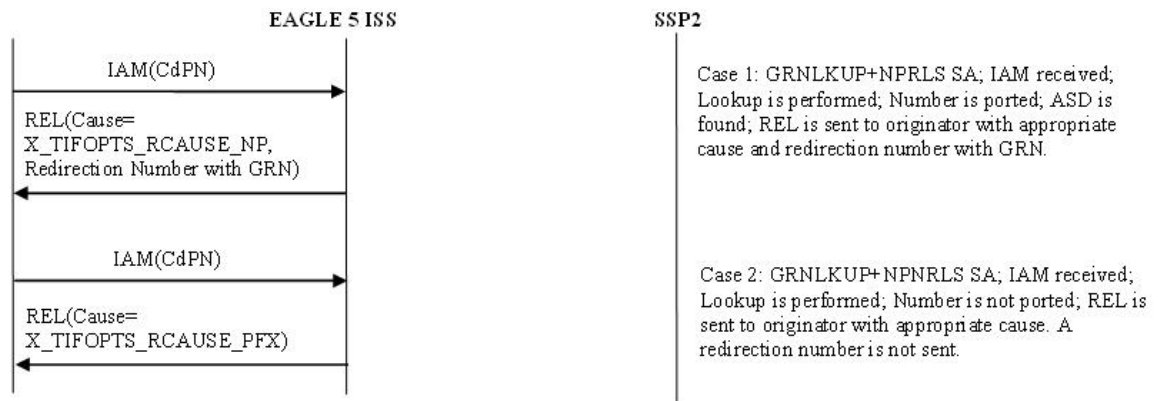 EAGLE 5 ISS
SSP2
IAM(CdPN)
REL(Cause=
X_TIFOPTS_RCAUSE_NP,
Redirection Number with GRN)
Case 1: GRNLKUP+NPRLS SA; IAM received;
Lookup is performed; Number is ported; ASD is
found; REL is sent to originator with appropriate
cause and redirection number with GRN.
IAM(CdPN)
REL(Cause=
X_TIFOPTS_RCAUSE_PFX)
Case 2: GRNLKUP+NPNRLS SA; IAM received;
Lookup is performed; Number is not ported; REL is
sent to originator with appropriate cause. A
redirection number is not sent.